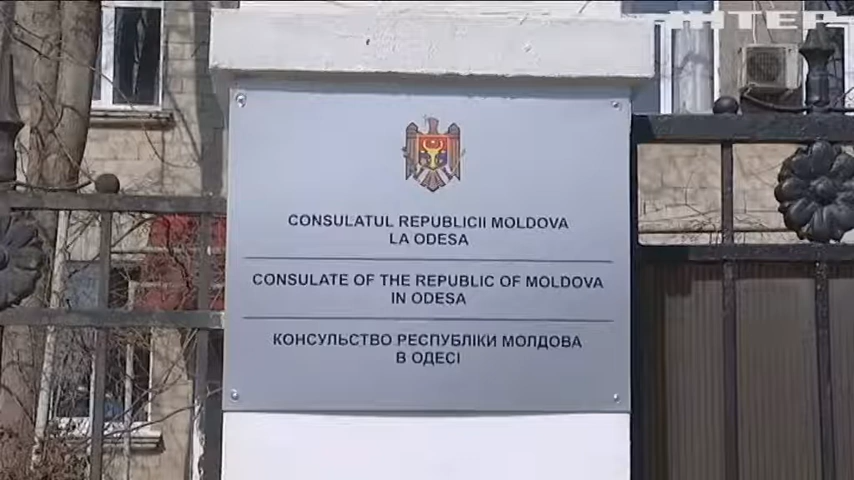 ІНТЕР
CONSULATUL REPUBLICII MOLDOVA
LA ODESA
CONSULATE OF THE REPUBLIC OF MOLDOVA
IN ODESA
КОНСУЛЬСТВО РЕСПУБЛІКИ МОЛДОВА
В ОДЕСІ